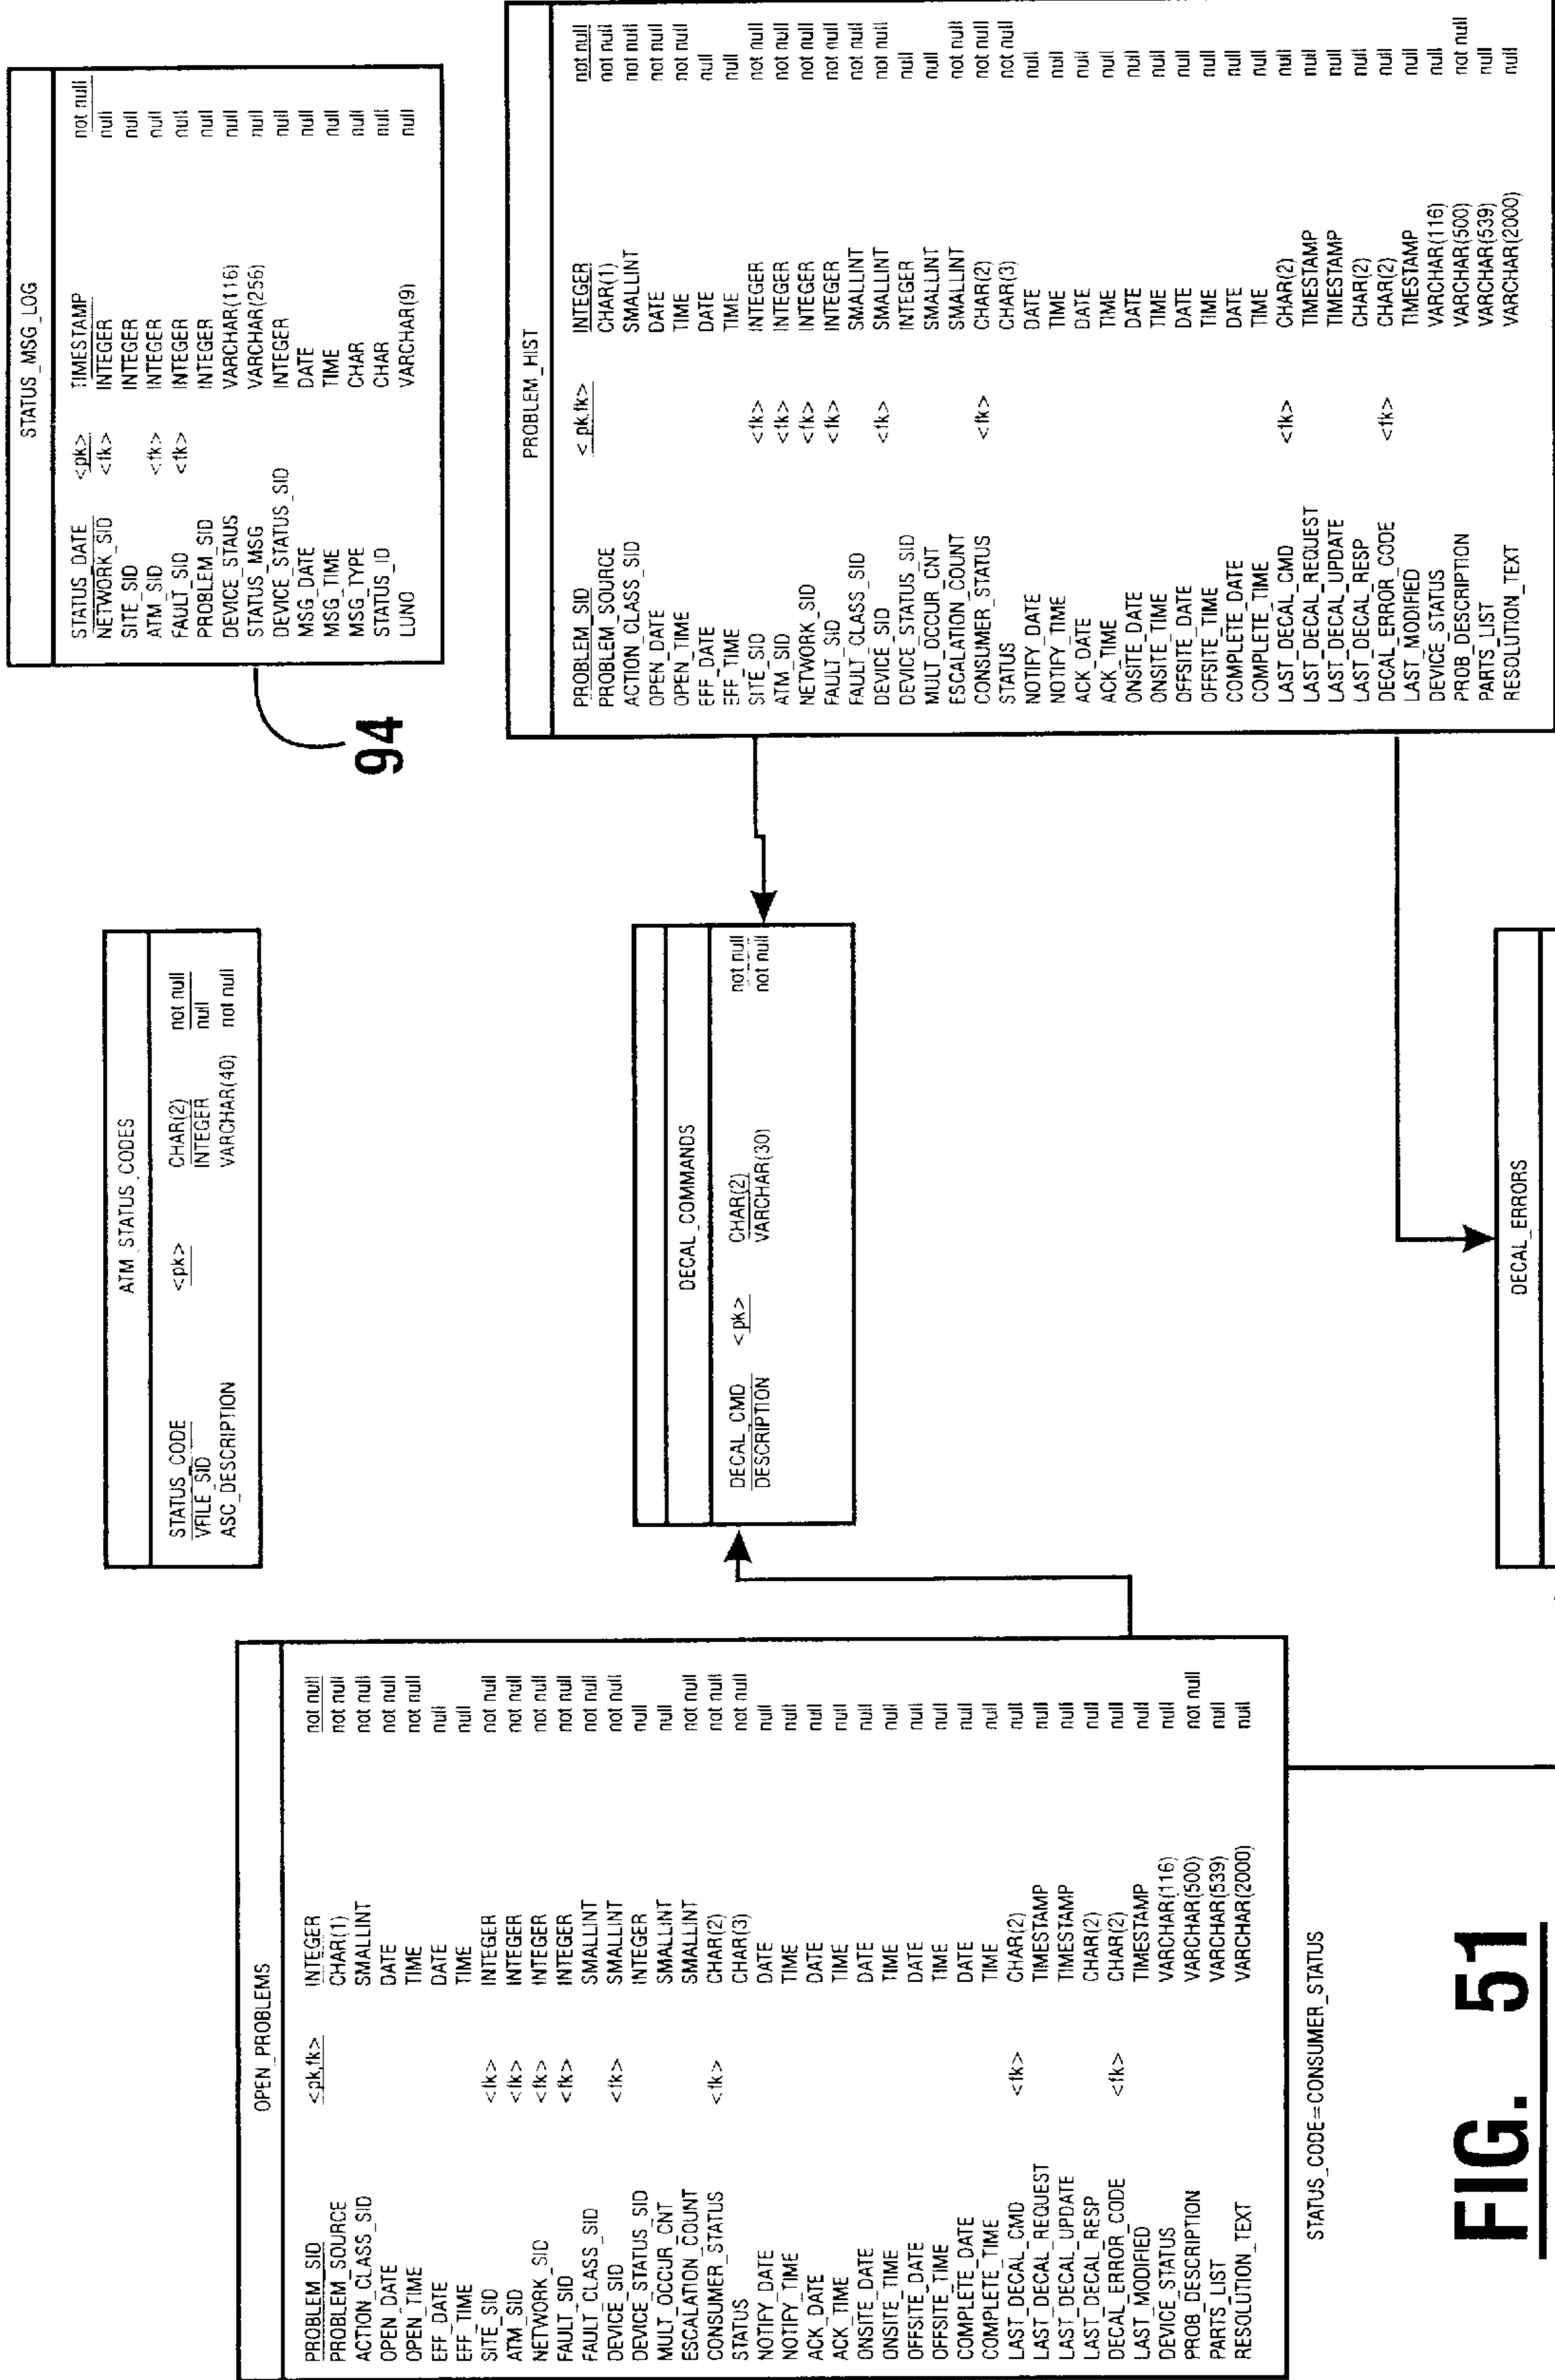 OPEN_PROBLEMS
PROBLEM_SID <pk,fk> INTEGER not null
PROBLEM_SOURCE CHAR(1) not null
ACTION_CLASS_SID SMALLINT not null
OPEN_DATE DATE not null
OPEN_TIME TIME not null
EFF_DATE DATE null
EFF_TIME TIME null
SITE_SID <fk> INTEGER not null
ATM_SID <fk> INTEGER not null
NETWORK_SID <fk> INTEGER not null
FAULT_SID <fk> INTEGER not null
FAULT_CLASS_SID SMALLINT not null
DEVICE_SID <fk> SMALLINT not null
DEVICE_STATUS_SID INTEGER null
MULT_OCCUR_CNT SMALLINT null
ESCALATION_COUNT SMALLINT not null
CONSUMER_STATUS <fk> CHAR(2) not null
STATUS CHAR(3) not null
NOTIFY_DATE DATE null
NOTIFY_TIME TIME null
ACK_DATE DATE null
ACK_TIME TIME null
ONSITE_DATE DATE null
ONSITE_TIME TIME null
OFFSITE_DATE DATE null
OFFSITE_TIME TIME null
COMPLETE_DATE DATE null
COMPLETE_TIME TIME null
LAST_DECAL_CMD <fk> CHAR(2) null
LAST_DECAL_REQUEST TIMESTAMP null
LAST_DECAL_UPDATE TIMESTAMP null
LAST_DECAL_RESP CHAR(2) null
DECAL_ERROR_CODE <fk> CHAR(2) null
LAST_MODIFIED TIMESTAMP null
DEVICE_STATUS VARCHAR(116) null
PROB_DESCRIPTION VARCHAR(500) not null
PARTS_LIST VARCHAR(539) null
RESOLUTION_TEXT VARCHAR(2000) null
STATUS_CODE=CONSUMER_STATUS
FIG. 51
ATM_STATUS_CODES
STATUS_CODE <pk> CHAR(2) not null
VFILE_SID INTEGER null
ASC_DESCRIPTION VARCHAR(40) not null
DECAL_COMMANDS
DECAL_CMD <pk> CHAR(2) not null
DESCRIPTION VARCHAR(30) not null
DECAL_ERRORS
STATUS_MSG_LOG
STATUS_DATE <pk> TIMESTAMP not null
NETWORK_SID <fk> INTEGER null
SITE_SID INTEGER null
ATM_SID <fk> INTEGER null
FAULT_SID <fk> INTEGER null
PROBLEM_SID INTEGER null
DEVICE_STAUS VARCHAR(116) null
STATUS_MSG VARCHAR(256) null
DEVICE_STATUS_SID INTEGER null
MSG_DATE DATE null
MSG_TIME TIME null
MSG_TYPE CHAR null
STATUS_ID CHAR null
LUNO VARCHAR(9) null
94
PROBLEM_HIST
PROBLEM_SID <pk,fk> INTEGER not null
PROBLEM_SOURCE CHAR(1) not null
ACTION_CLASS_SID SMALLINT not null
OPEN_DATE DATE not null
OPEN_TIME TIME not null
EFF_DATE DATE null
EFF_TIME TIME null
SITE_SID <fk> INTEGER not null
ATM_SID <fk> INTEGER not null
NETWORK_SID <fk> INTEGER not null
FAULT_SID <fk> INTEGER not null
FAULT_CLASS_SID SMALLINT not null
DEVICE_SID <fk> SMALLINT not null
DEVICE_STATUS_SID INTEGER null
MULT_OCCUR_CNT SMALLINT null
ESCALATION_COUNT SMALLINT not null
CONSUMER_STATUS <fk> CHAR(2) not null
STATUS CHAR(3) not null
NOTIFY_DATE DATE null
NOTIFY_TIME TIME null
ACK_DATE DATE null
ACK_TIME TIME null
ONSITE_DATE DATE null
ONSITE_TIME TIME null
OFFSITE_DATE DATE null
OFFSITE_TIME TIME null
COMPLETE_DATE DATE null
COMPLETE_TIME TIME null
LAST_DECAL_CMD <fk> CHAR(2) null
LAST_DECAL_REQUEST TIMESTAMP null
LAST_DECAL_UPDATE TIMESTAMP null
LAST_DECAL_RESP CHAR(2) null
DECAL_ERROR_CODE <fk> CHAR(2) null
LAST_MODIFIED TIMESTAMP null
DEVICE_STATUS VARCHAR(116) null
PROB_DESCRIPTION VARCHAR(500) not null
PARTS_LIST VARCHAR(539) null
RESOLUTION_TEXT VARCHAR(2000) null